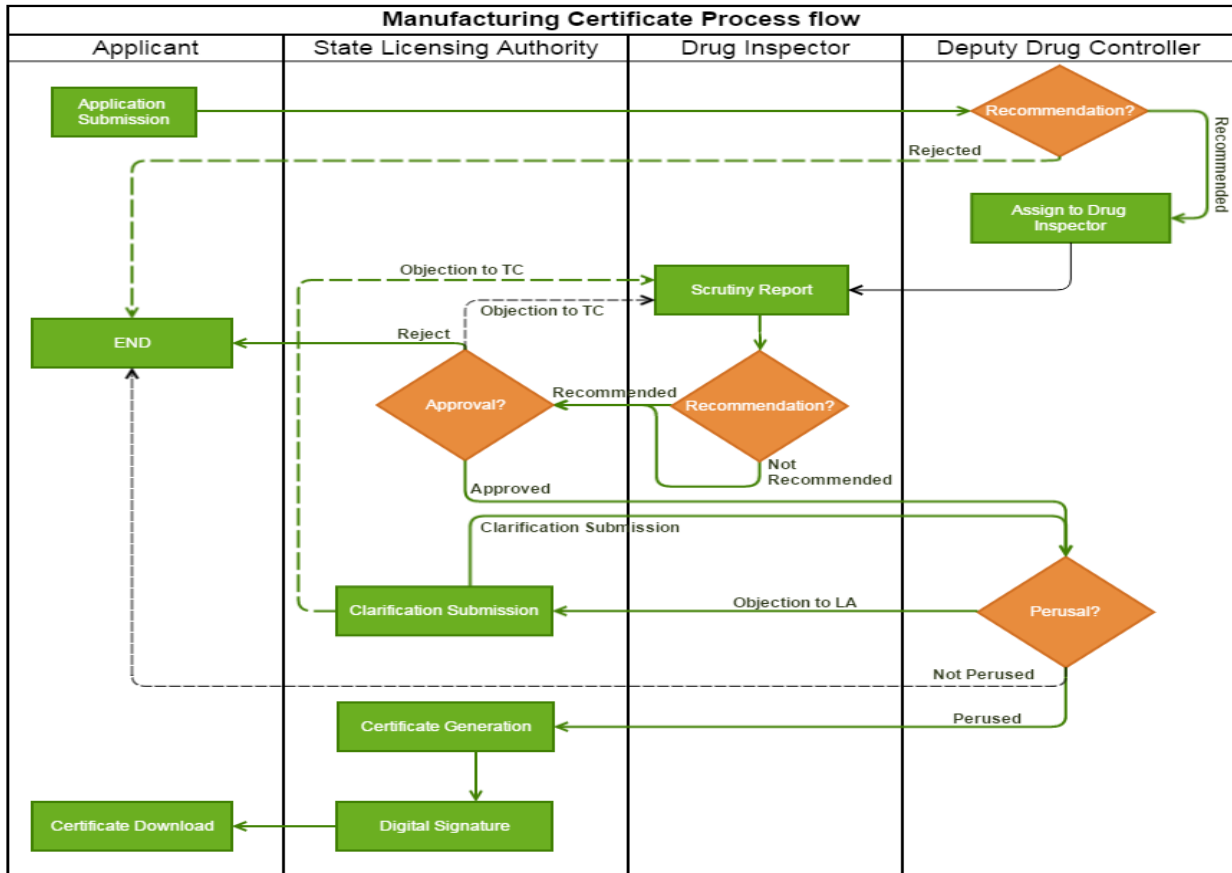 Manufacturing Certificate Process flow
Applicant
State Licensing Authority
Drug Inspector
Deputy Drug Controller
Application
Submission
Recommendation?
Recommended
Rejected
Assign to Drug
Inspector
Objection to TC
Scrutiny Report
Objection to TC
END
Reject
Approval?
Recommended
Recommendation?
Not
Recommended
Approved
Clarification Submission
Clarification Submission
Objection to LA
Perusal?
Not Perused
Certificate Generation
Perused
Certificate Download
Digital Signature